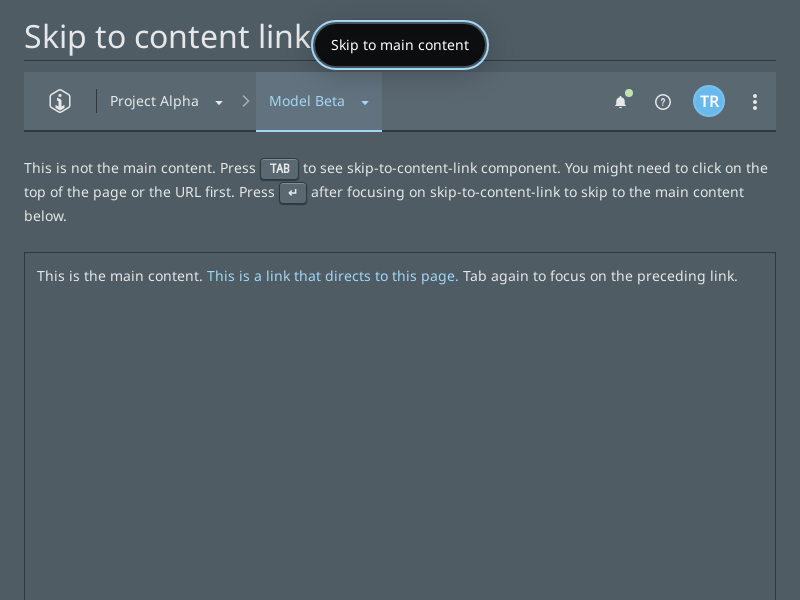 Skip to content link
Skip to main content
Project Alpha
Model Beta
TR
This is not the main content. Press TAB to see skip-to-content-link component. You might need to click on the
top of the page or the URL first. Press ↵ after focusing on skip-to-content-link to skip to the main content
below.
This is the main content. This is a link that directs to this page. Tab again to focus on the preceding link.